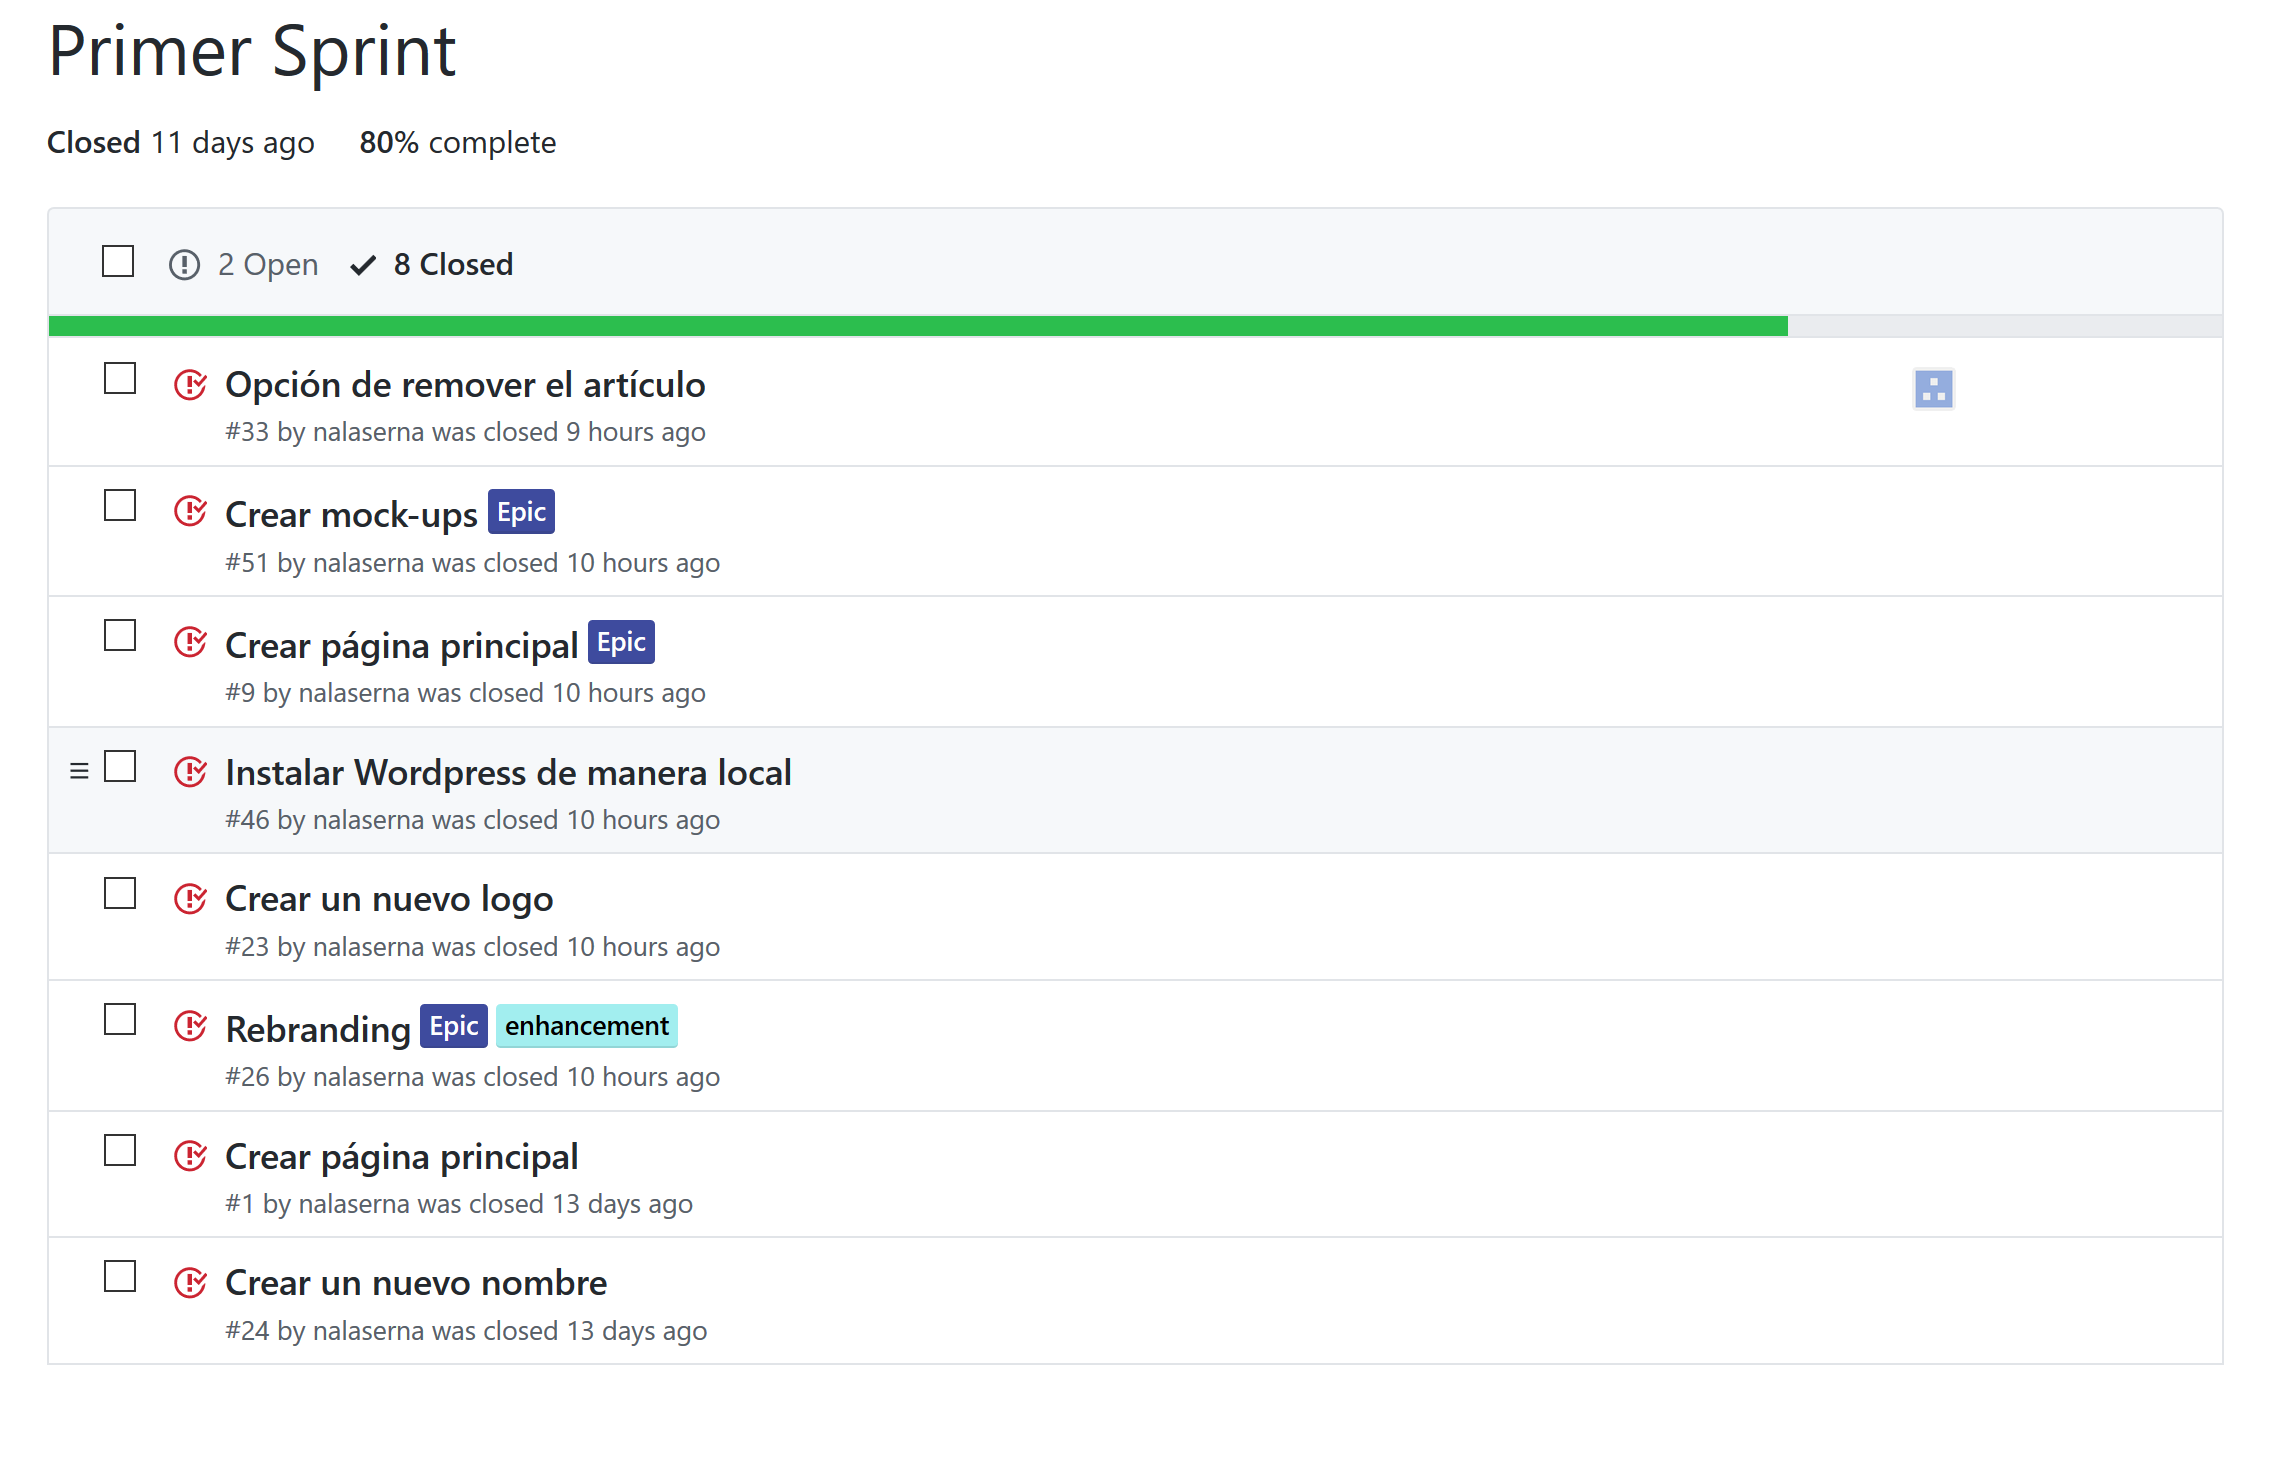 Primer Sprint
Closed 11 days ago 80% complete
2 Open 8 Closed
Opción de remover el artículo
#33 by nalaserna was closed 9 hours ago
Crear mock-ups Epic
#51 by nalaserna was closed 10 hours ago
Crear página principal Epic
#9 by nalaserna was closed 10 hours ago
Instalar Wordpress de manera local
#46 by nalaserna was closed 10 hours ago
Crear un nuevo logo
#23 by nalaserna was closed 10 hours ago
Rebranding Epic enhancement
#26 by nalaserna was closed 10 hours ago
Crear página principal
#1 by nalaserna was closed 13 days ago
Crear un nuevo nombre
#24 by nalaserna was closed 13 days ago